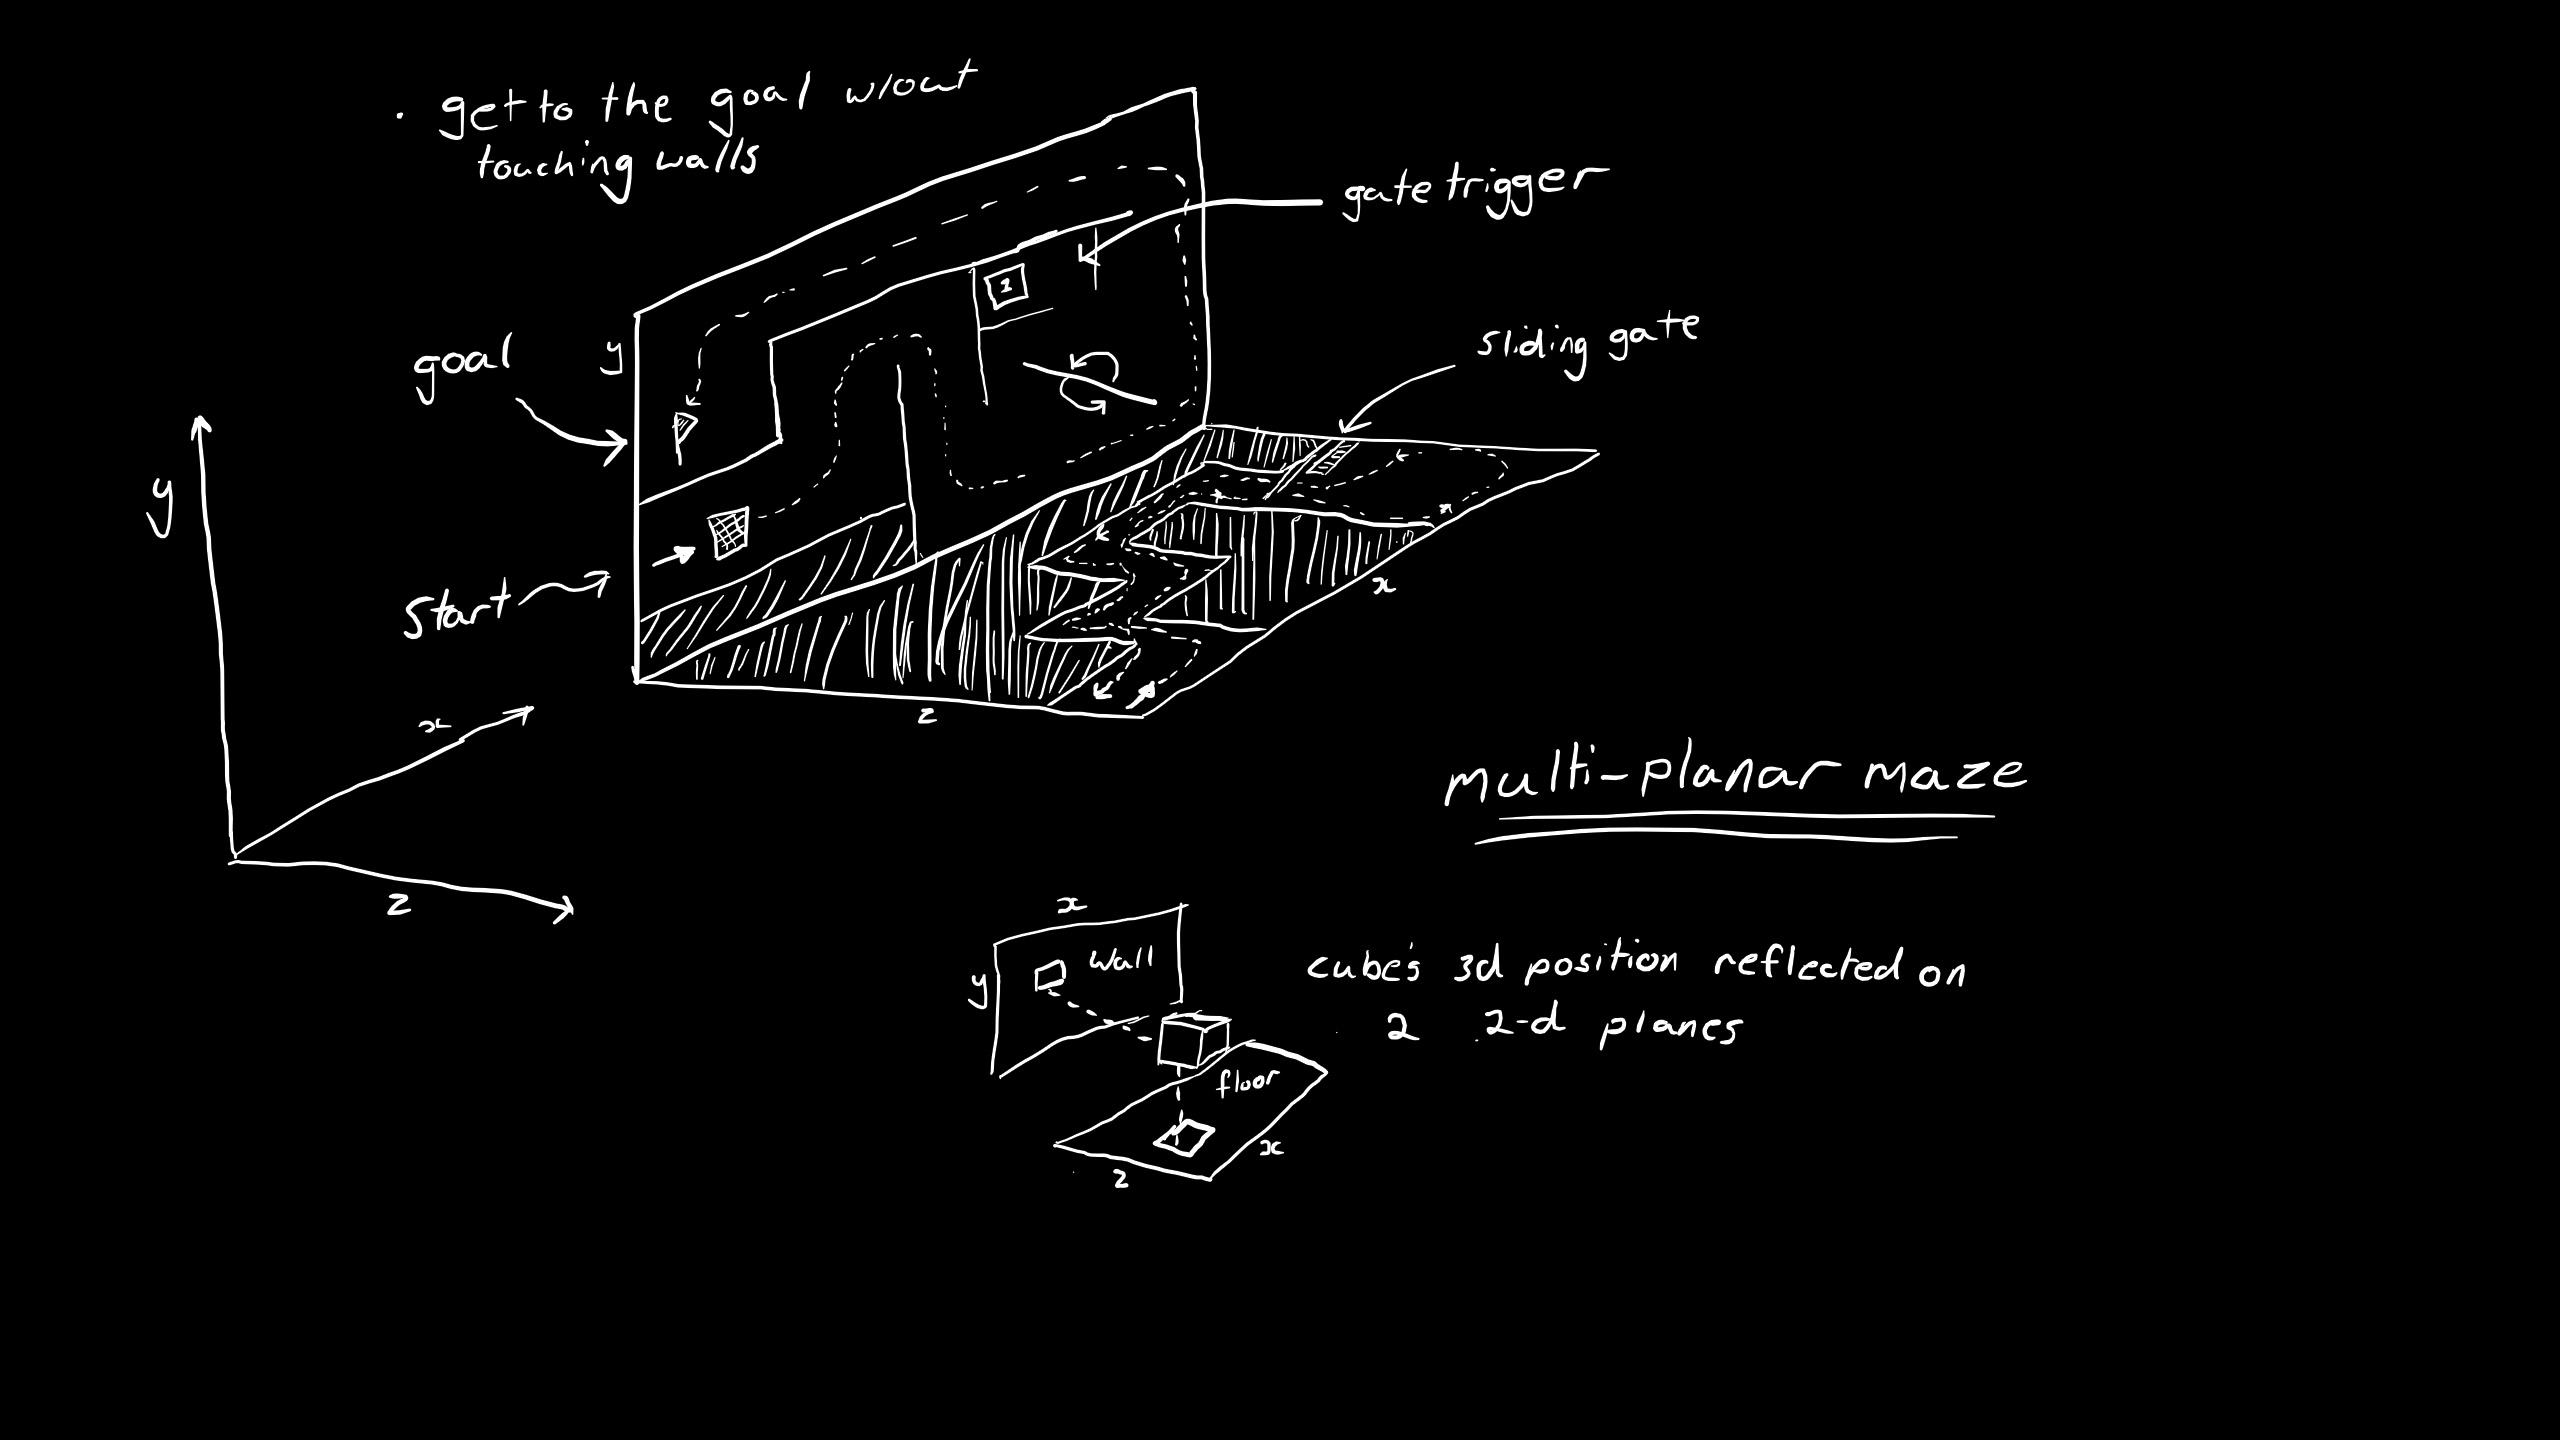 · get to the goal w/out
touching walls
gate trigger
1
sliding gate
goal
y
start
x
z
y
x
z
multi-planar maze
x
y
wall
cube's 3d position reflected on
2 2-d planes
floor
x
z